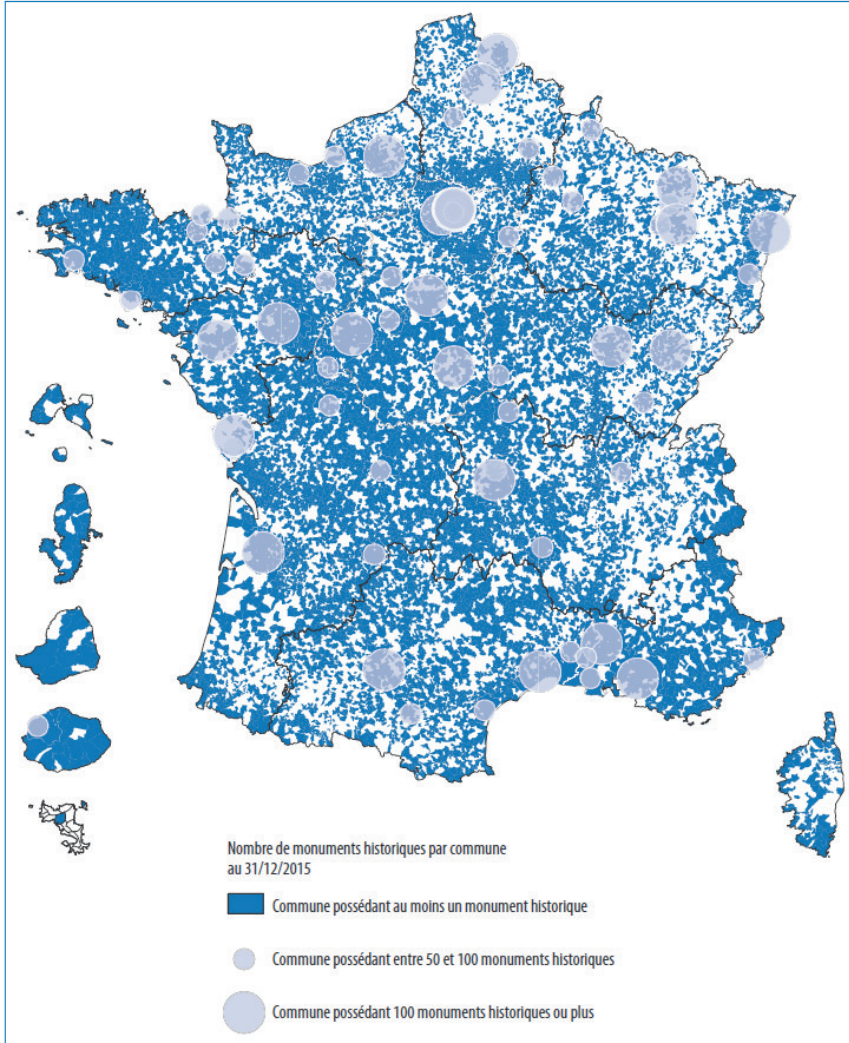 Nombre de monuments historiques par commune
au 31/12/2015
Commune possédant au moins un monument historique
Commune possédant entre 50 et 100 monuments historiques
Commune possédant 100 monuments historiques ou plus